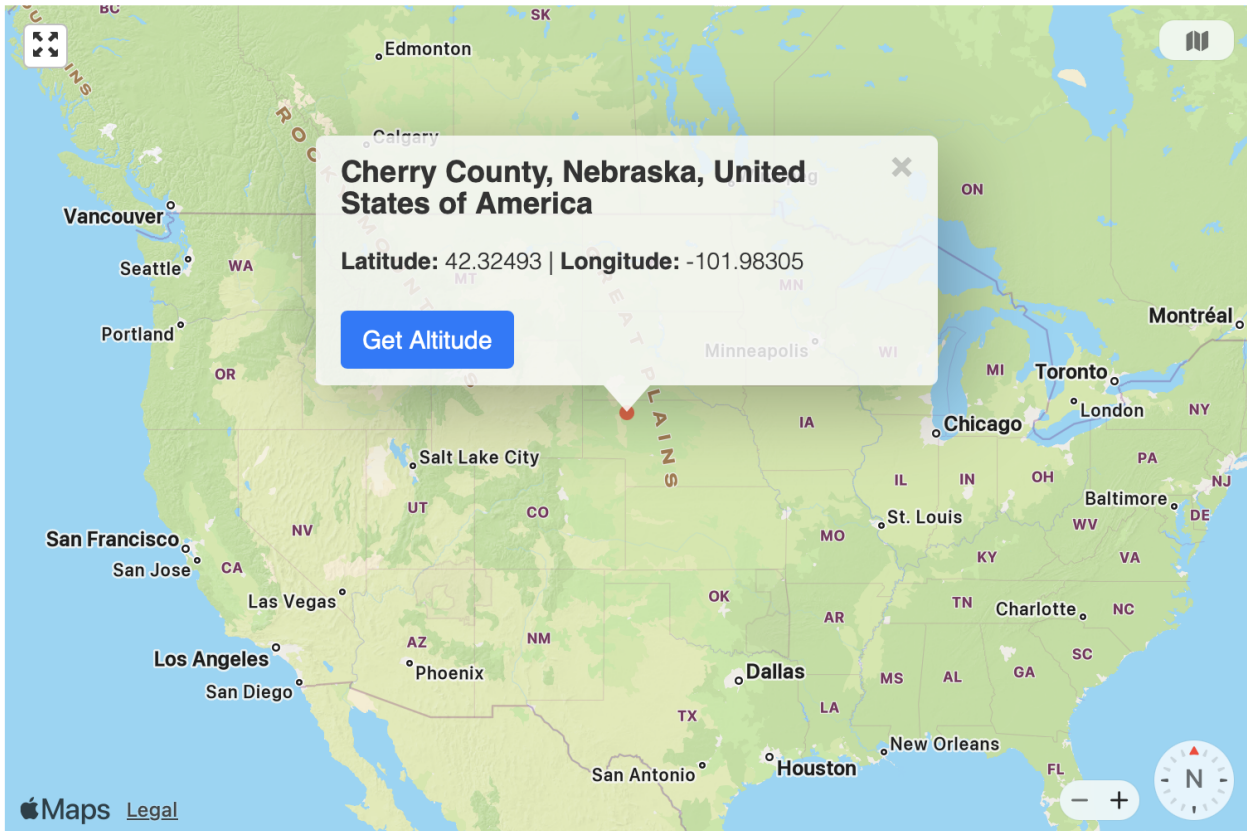 BC
SK
INS
Edmonton
ROC
Calgary
Cherry County, Nebraska, United
States of America
ON
Vancouver
Latitude: 42.32493 | Longitude: -101.98305
Seattle
WA
MT
MN
GREAT PLAINS
Montréal
Portland
Get Altitude
Minneapolis
WI
OR
MI
Toronto
London
NY
IA
Chicago
Salt Lake City
PA
IL
IN
OH
NJ
UT
CO
Baltimore
DE
St. Louis
WV
NV
MO
San Francisco
KY
VA
San Jose
CA
Las Vegas
OK
TN
Charlotte
NC
AR
AZ
NM
Los Angeles
SC
Phoenix
Dallas
GA
San Diego
MS
AL
TX
LA
New Orleans
San Antonio
Houston
FL
N
Maps
Legal